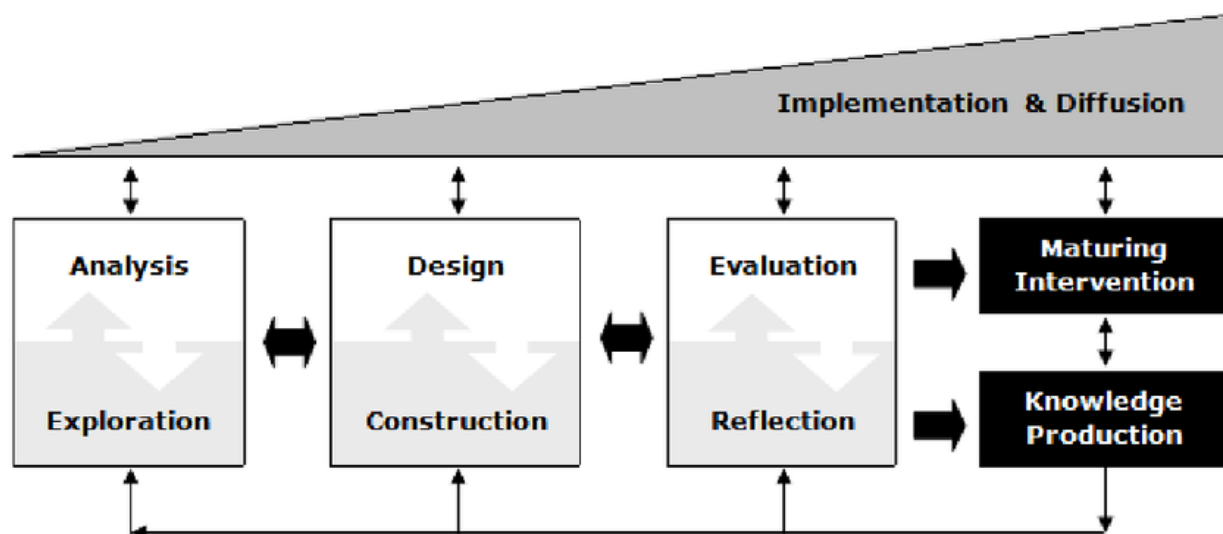 Implementation & Diffusion
Analysis
Exploration
Design
Construction
Evaluation
Reflection
Maturing
Intervention
Knowledge
Production